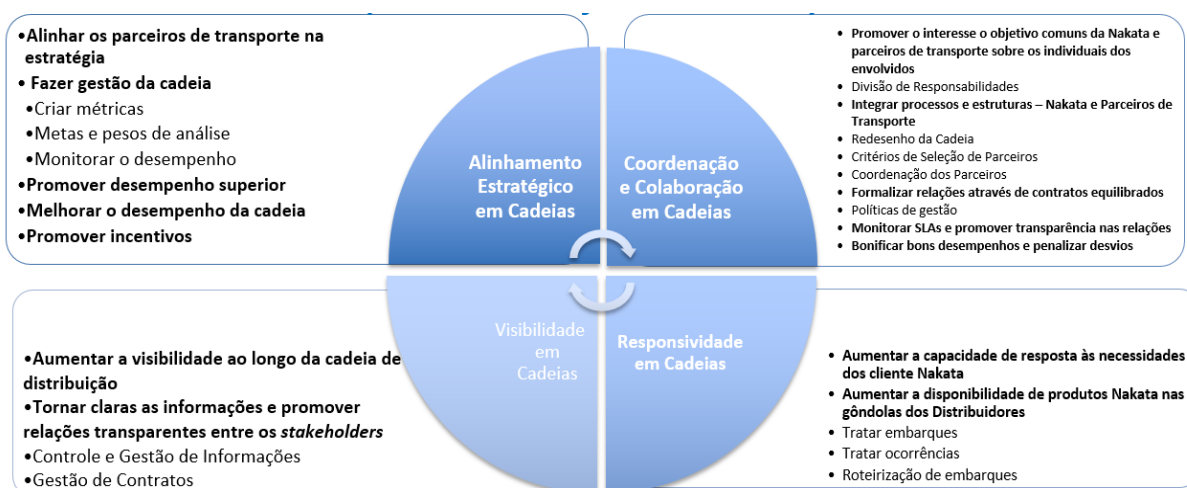 •Alinhar os parceiros de transporte na
estratégia
• Fazer gestão da cadeia
•Criar métricas
•Metas e pesos de análise
•Monitorar o desempenho
•Promover desempenho superior
•Melhorar o desempenho da cadeia
•Promover incentivos
Alinhamento
Estratégico
em Cadeias
Coordenação
e Colaboração
em Cadeias
• Promover o interesse o objetivo comuns da Nakata e
parceiros de transporte sobre os individuais dos
envolvidos
• Divisão de Responsabilidades
• Integrar processos e estruturas – Nakata e Parceiros de
Transporte
• Redesenho da Cadeia
• Critérios de Seleção de Parceiros
• Coordenação dos Parceiros
• Formalizar relações através de contratos equilibrados
• Políticas de gestão
• Monitorar SLAs e promover transparência nas relações
• Bonificar bons desempenhos e penalizar desvios
•Aumentar a visibilidade ao longo da cadeia de
distribuição
•Tornar claras as informações e promover
relações transparentes entre os stakeholders
•Controle e Gestão de Informações
•Gestão de Contratos
Visibilidade
em
Cadeias
Responsividade
em Cadeias
• Aumentar a capacidade de resposta às necessidades
dos cliente Nakata
• Aumentar a disponibilidade de produtos Nakata nas
gôndolas dos Distribuidores
• Tratar embarques
• Tratar ocorrências
• Roteirização de embarques